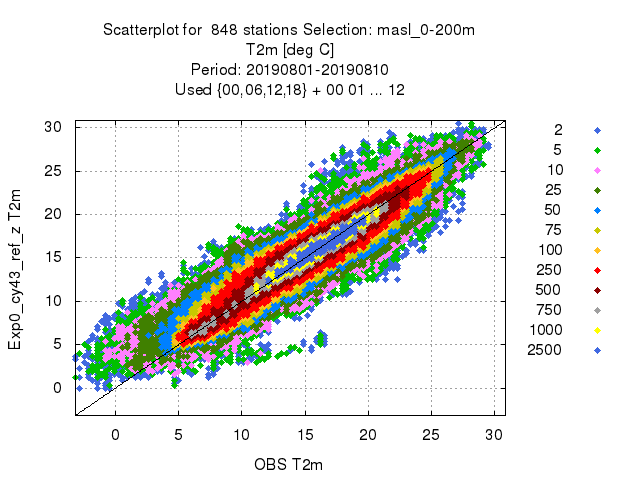 Scatterplot for 848 stations Selection: masl_0-200m
T2m [deg C]
Period: 20190801-20190810
Used {00,06,12,18} + 00 01 ... 12
30
25
20
15
10
5
0
Exp0_cy43_ref_z T2m
0 5 10 15 20 25 30
OBS T2m
2
5
10
25
50
75
100
250
500
750
1000
2500